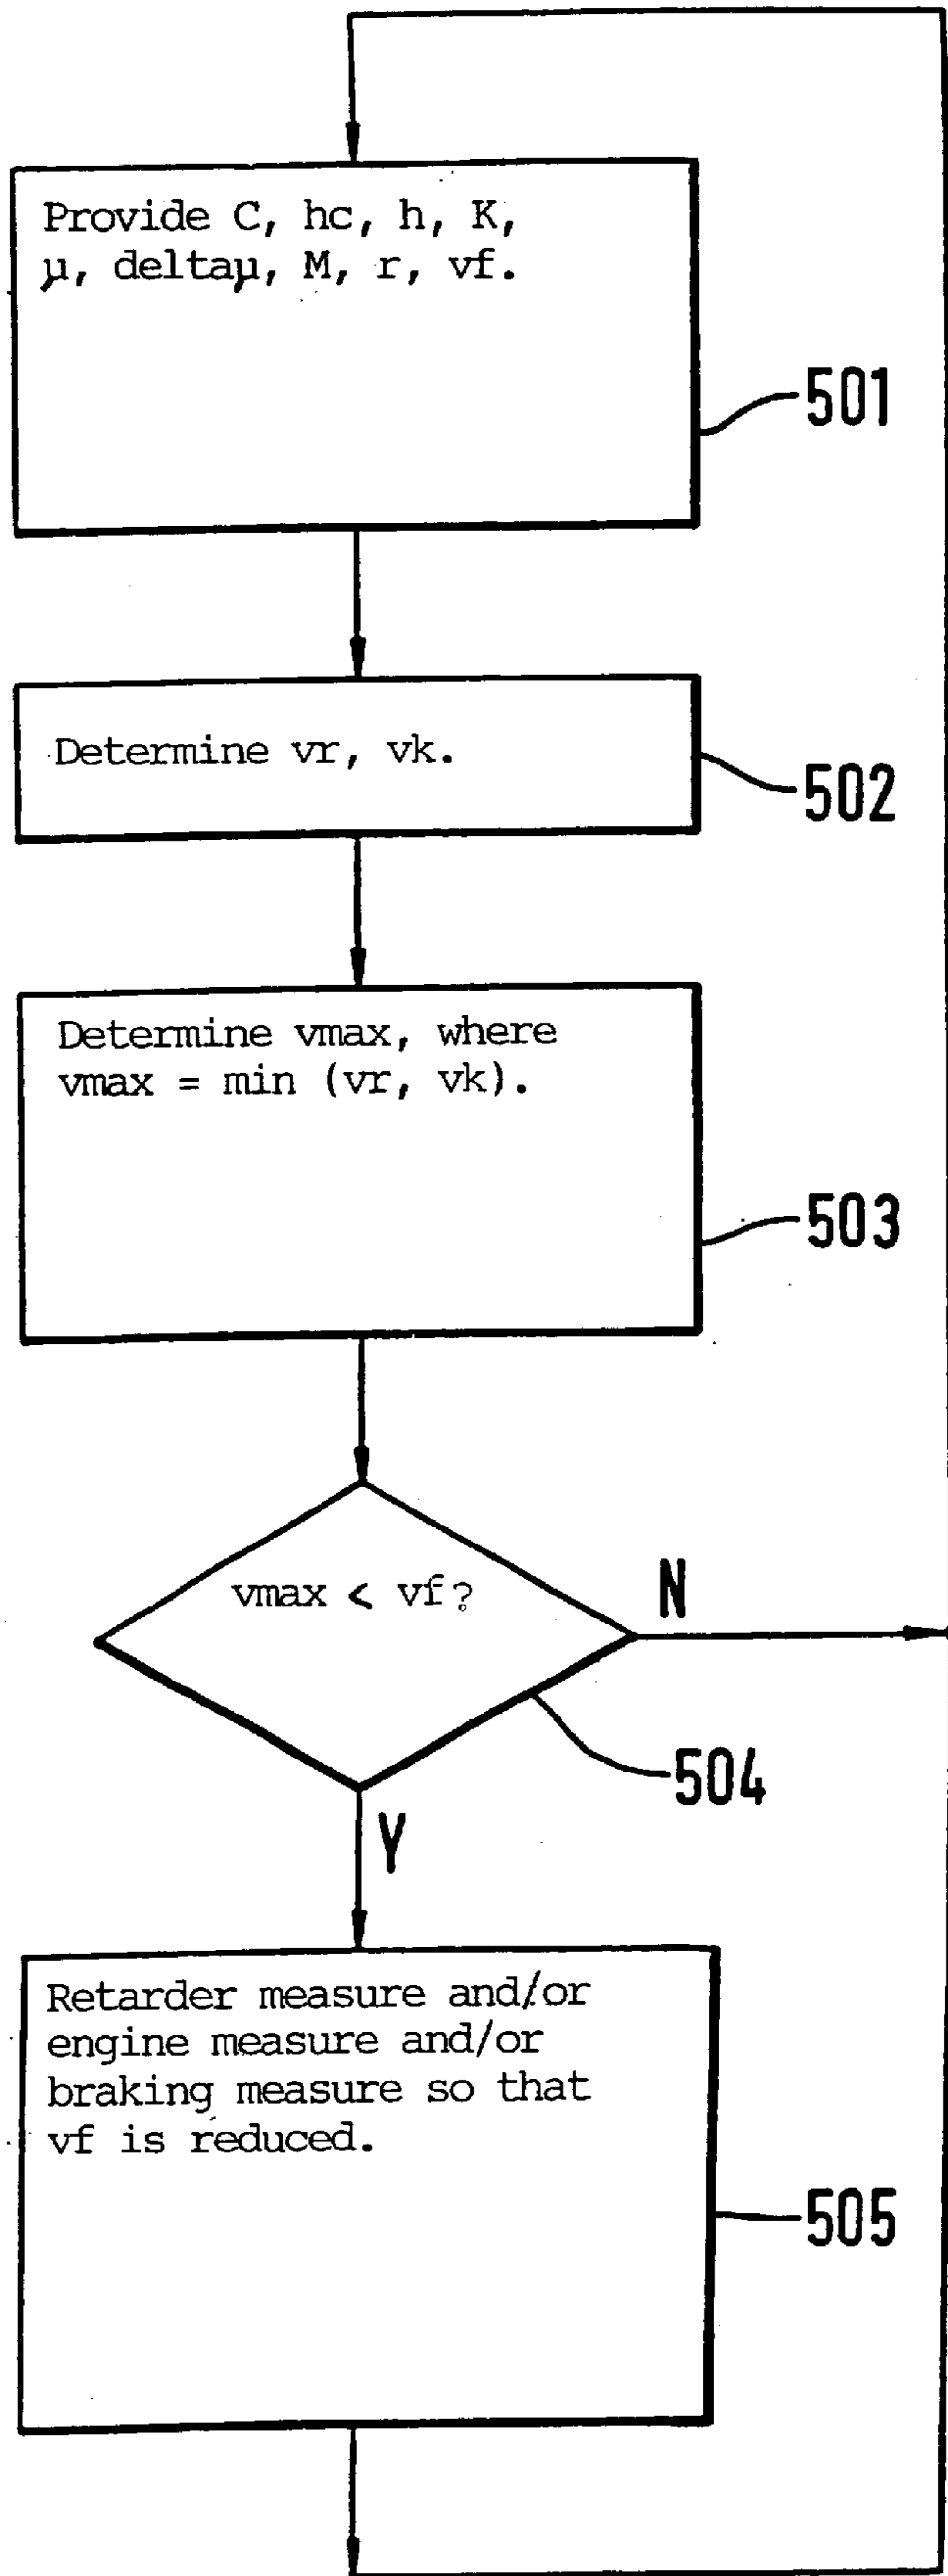 Provide C, hc, h, K,
μ, deltaμ, M, r, vf.
501
Determine vr, vk.
502
Determine vmax, where
vmax = min (vr, vk).
503
vmax < vf?
N
504
Y
Retarder measure and/or
engine measure and/or
braking measure so that
vf is reduced.
505